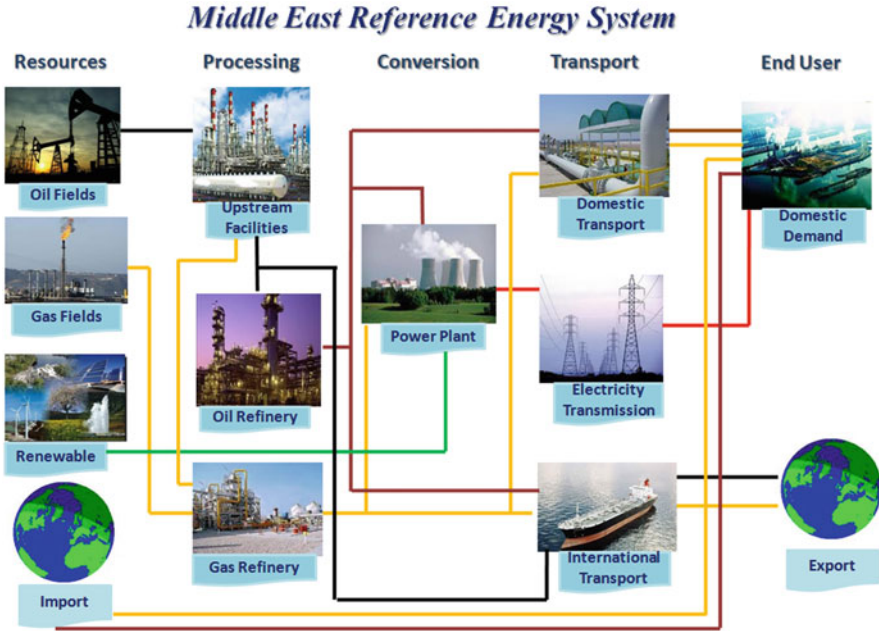 Middle East Reference Energy System
Resources Processing Conversion Transport End User
Oil Fields
Upstream
Facilities
Domestic
Transport
Domestic
Demand
Gas Fields
Power Plant
Oil Refinery
Electricity
Transmission
Renewable
Gas Refinery
International
Transport
Export
Import